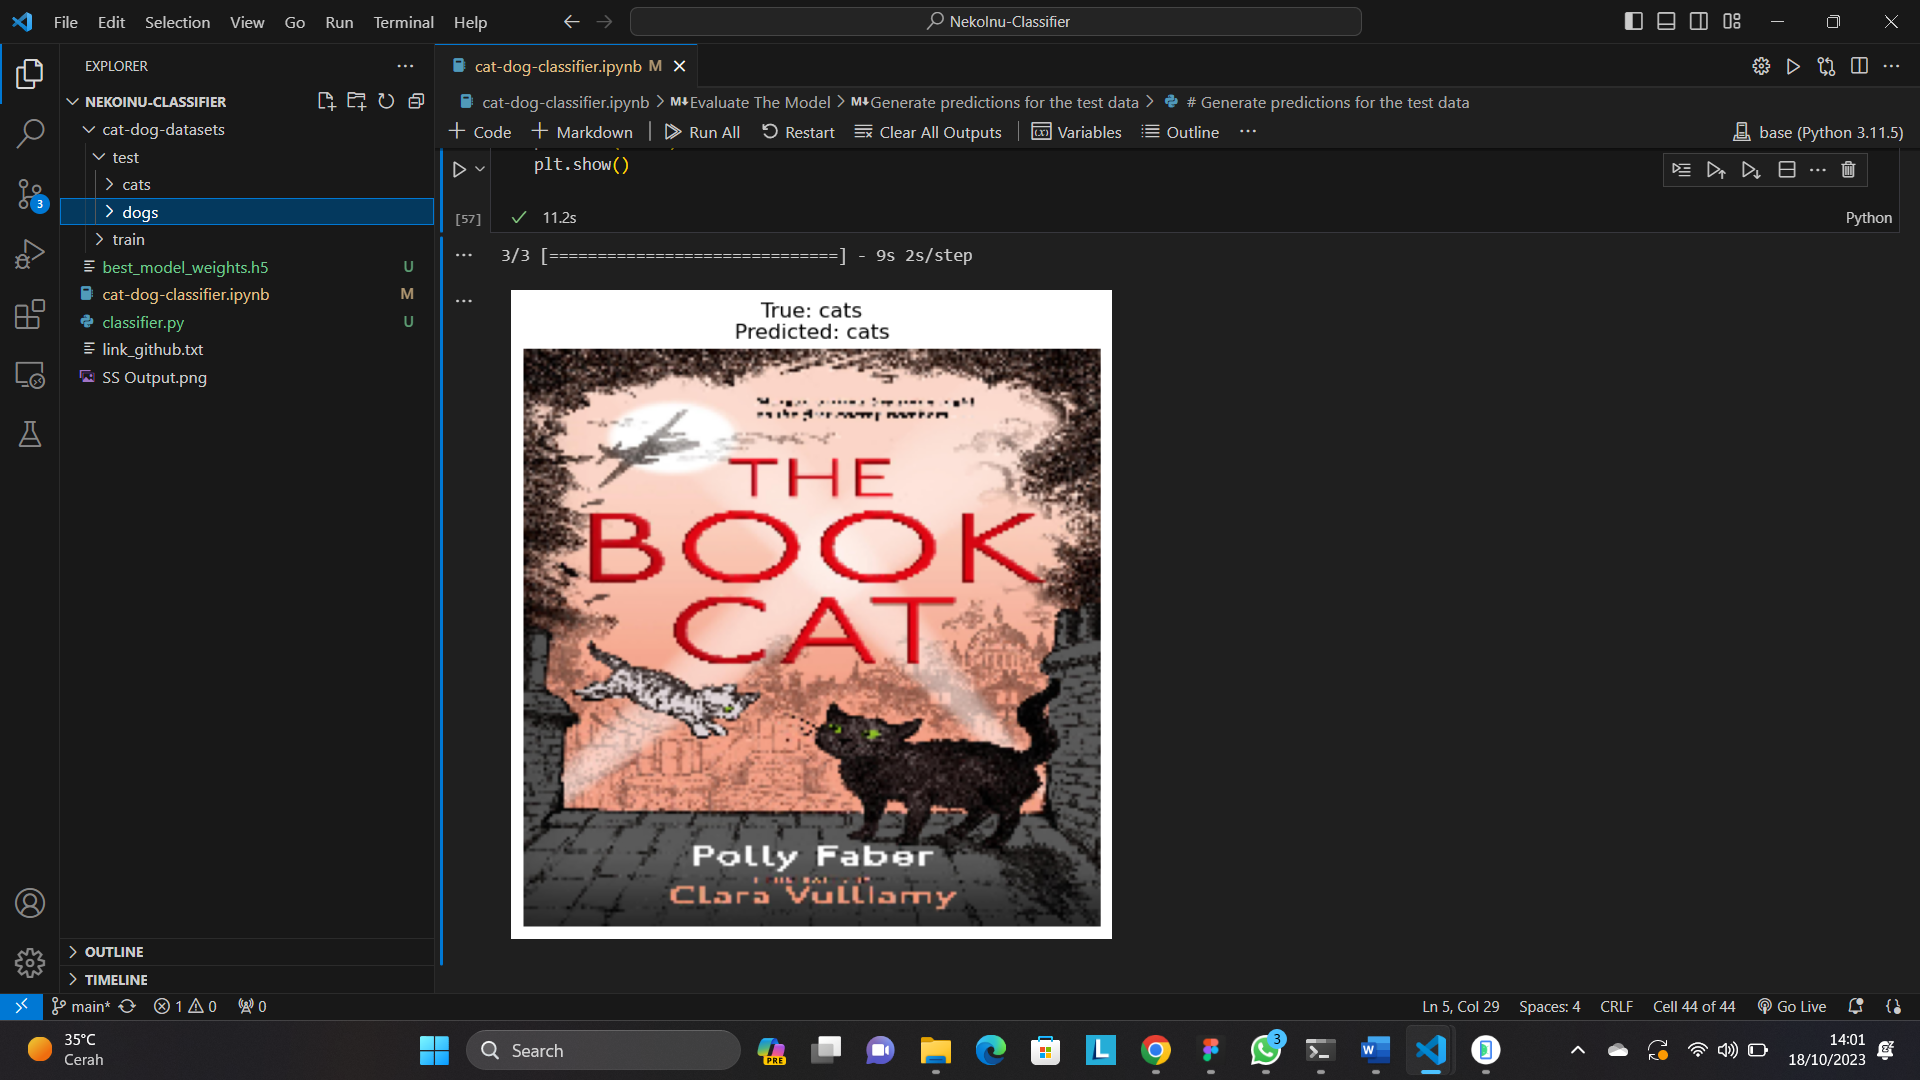 File Edit Selection View Go Run Terminal Help
NekoInu-Classifier
EXPLORER
NEKOINU-CLASSIFIER
cat-dog-datasets
test
cats
dogs
train
best_model_weights.h5 U
cat-dog-classifier.ipynb M
classifier.py U
link_github.txt
SS Output.png
OUTLINE
TIMELINE
cat-dog-classifier.ipynb M
cat-dog-classifier.ipynb > M↓Evaluate The Model > M↓Generate predictions for the test data > # Generate predictions for the test data
+ Code + Markdown Run All Restart Clear All Outputs Variables Outline ... base (Python 3.11.5)
plt.show()
[57] 11.2s Python
3/3 [==============================] - 9s 2s/step
True: cats
Predicted: cats
THE
BOOK
CAT
Polly Faber
Clara Vulliamy
3
main* 1 0 0 Ln 5, Col 29 Spaces: 4 CRLF Cell 44 of 44 Go Live
35°C
Cerah
Search
PRE
3
14:01
18/10/2023